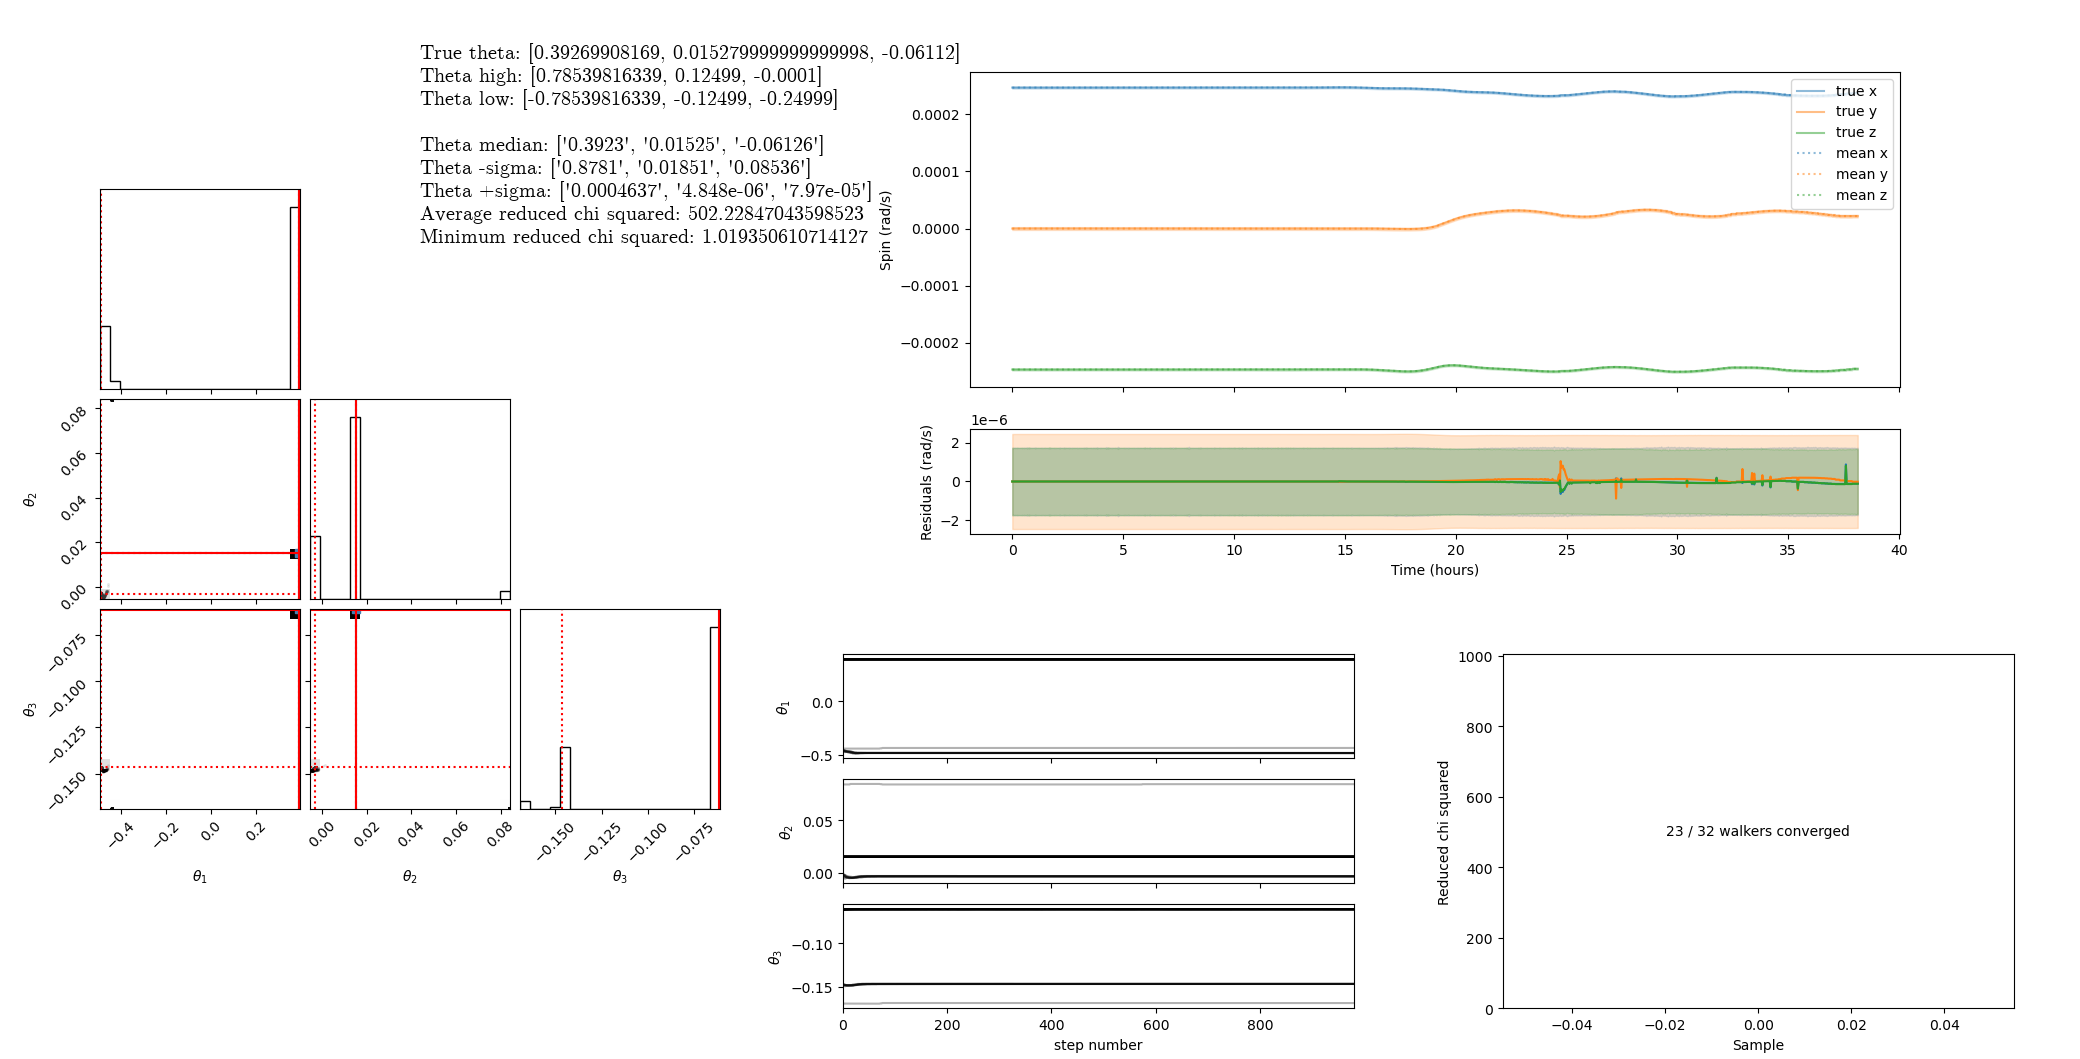 True theta: [0.39269908169, 0.015279999999999998, -0.06112]
Theta high: [0.78539816339, 0.12499, -0.0001]
Theta low: [-0.78539816339, -0.12499, -0.24999]
Theta median: ['0.3923', '0.01525', '-0.06126']
Theta -sigma: ['0.8781', '0.01851', '0.08536']
Theta +sigma: ['0.0004637', '4.848e-06', '7.97e-05']
Average reduced chi squared: 502.22847043598523
Minimum reduced chi squared: 1.019350610714127
Spin (rad/s)
0.0002
0.0001
0.0000
−0.0001
−0.0002
true x
true y
true z
mean x
mean y
mean z
1e−6
Residuals (rad/s)
2
0
−2
0 5 10 15 20 25 30 35 40
Time (hours)
θ2
0.08
0.06
0.04
0.02
0.00
θ3
−0.075
−0.100
−0.125
−0.150
−0.4 −0.2 0.0 0.2
θ1
0.00 0.02 0.04 0.06 0.08
θ2
−0.150 −0.125 −0.100 −0.075
θ3
θ1
0.0
−0.5
θ2
0.05
0.00
θ3
−0.10
−0.15
0 200 400 600 800
step number
Reduced chi squared
1000
800
600
400
200
0
23 / 32 walkers converged
−0.04 −0.02 0.00 0.02 0.04
Sample